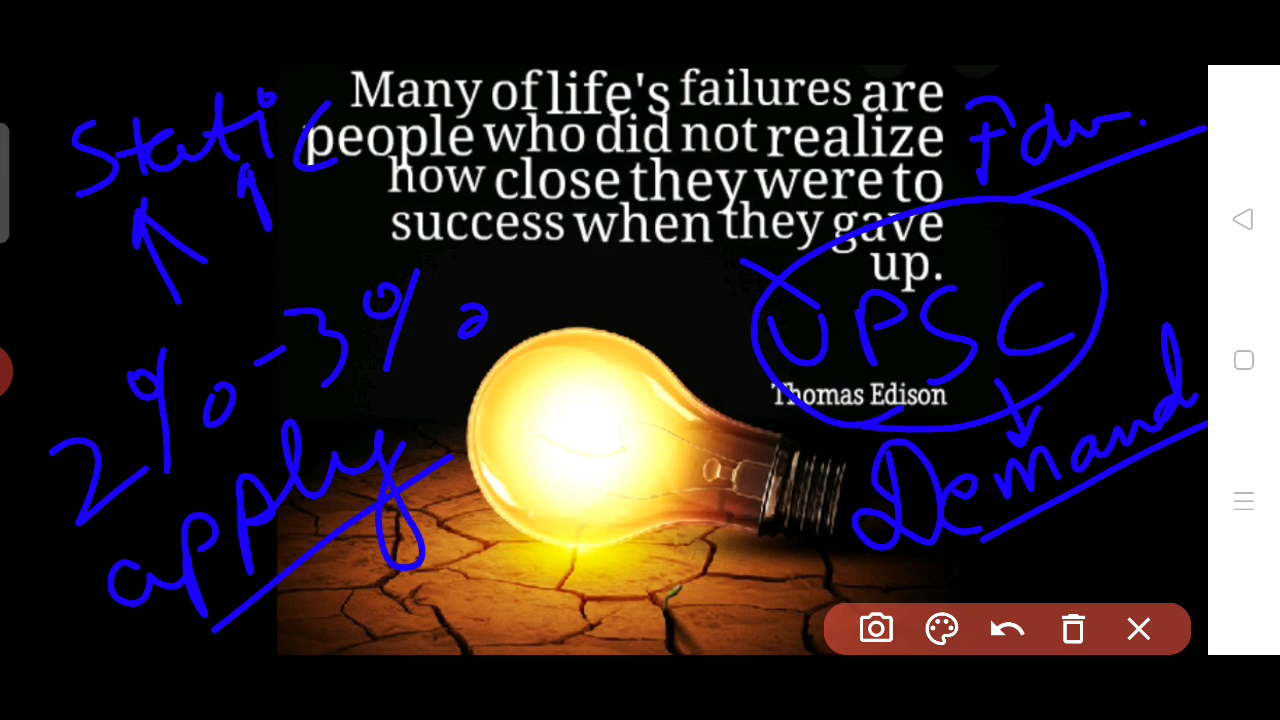 Many of life's failures are
people who did not realize
how close they were to
success when they gave
up.
Thomas Edison
Static
2% - 3%
apply
UPSC
Demand